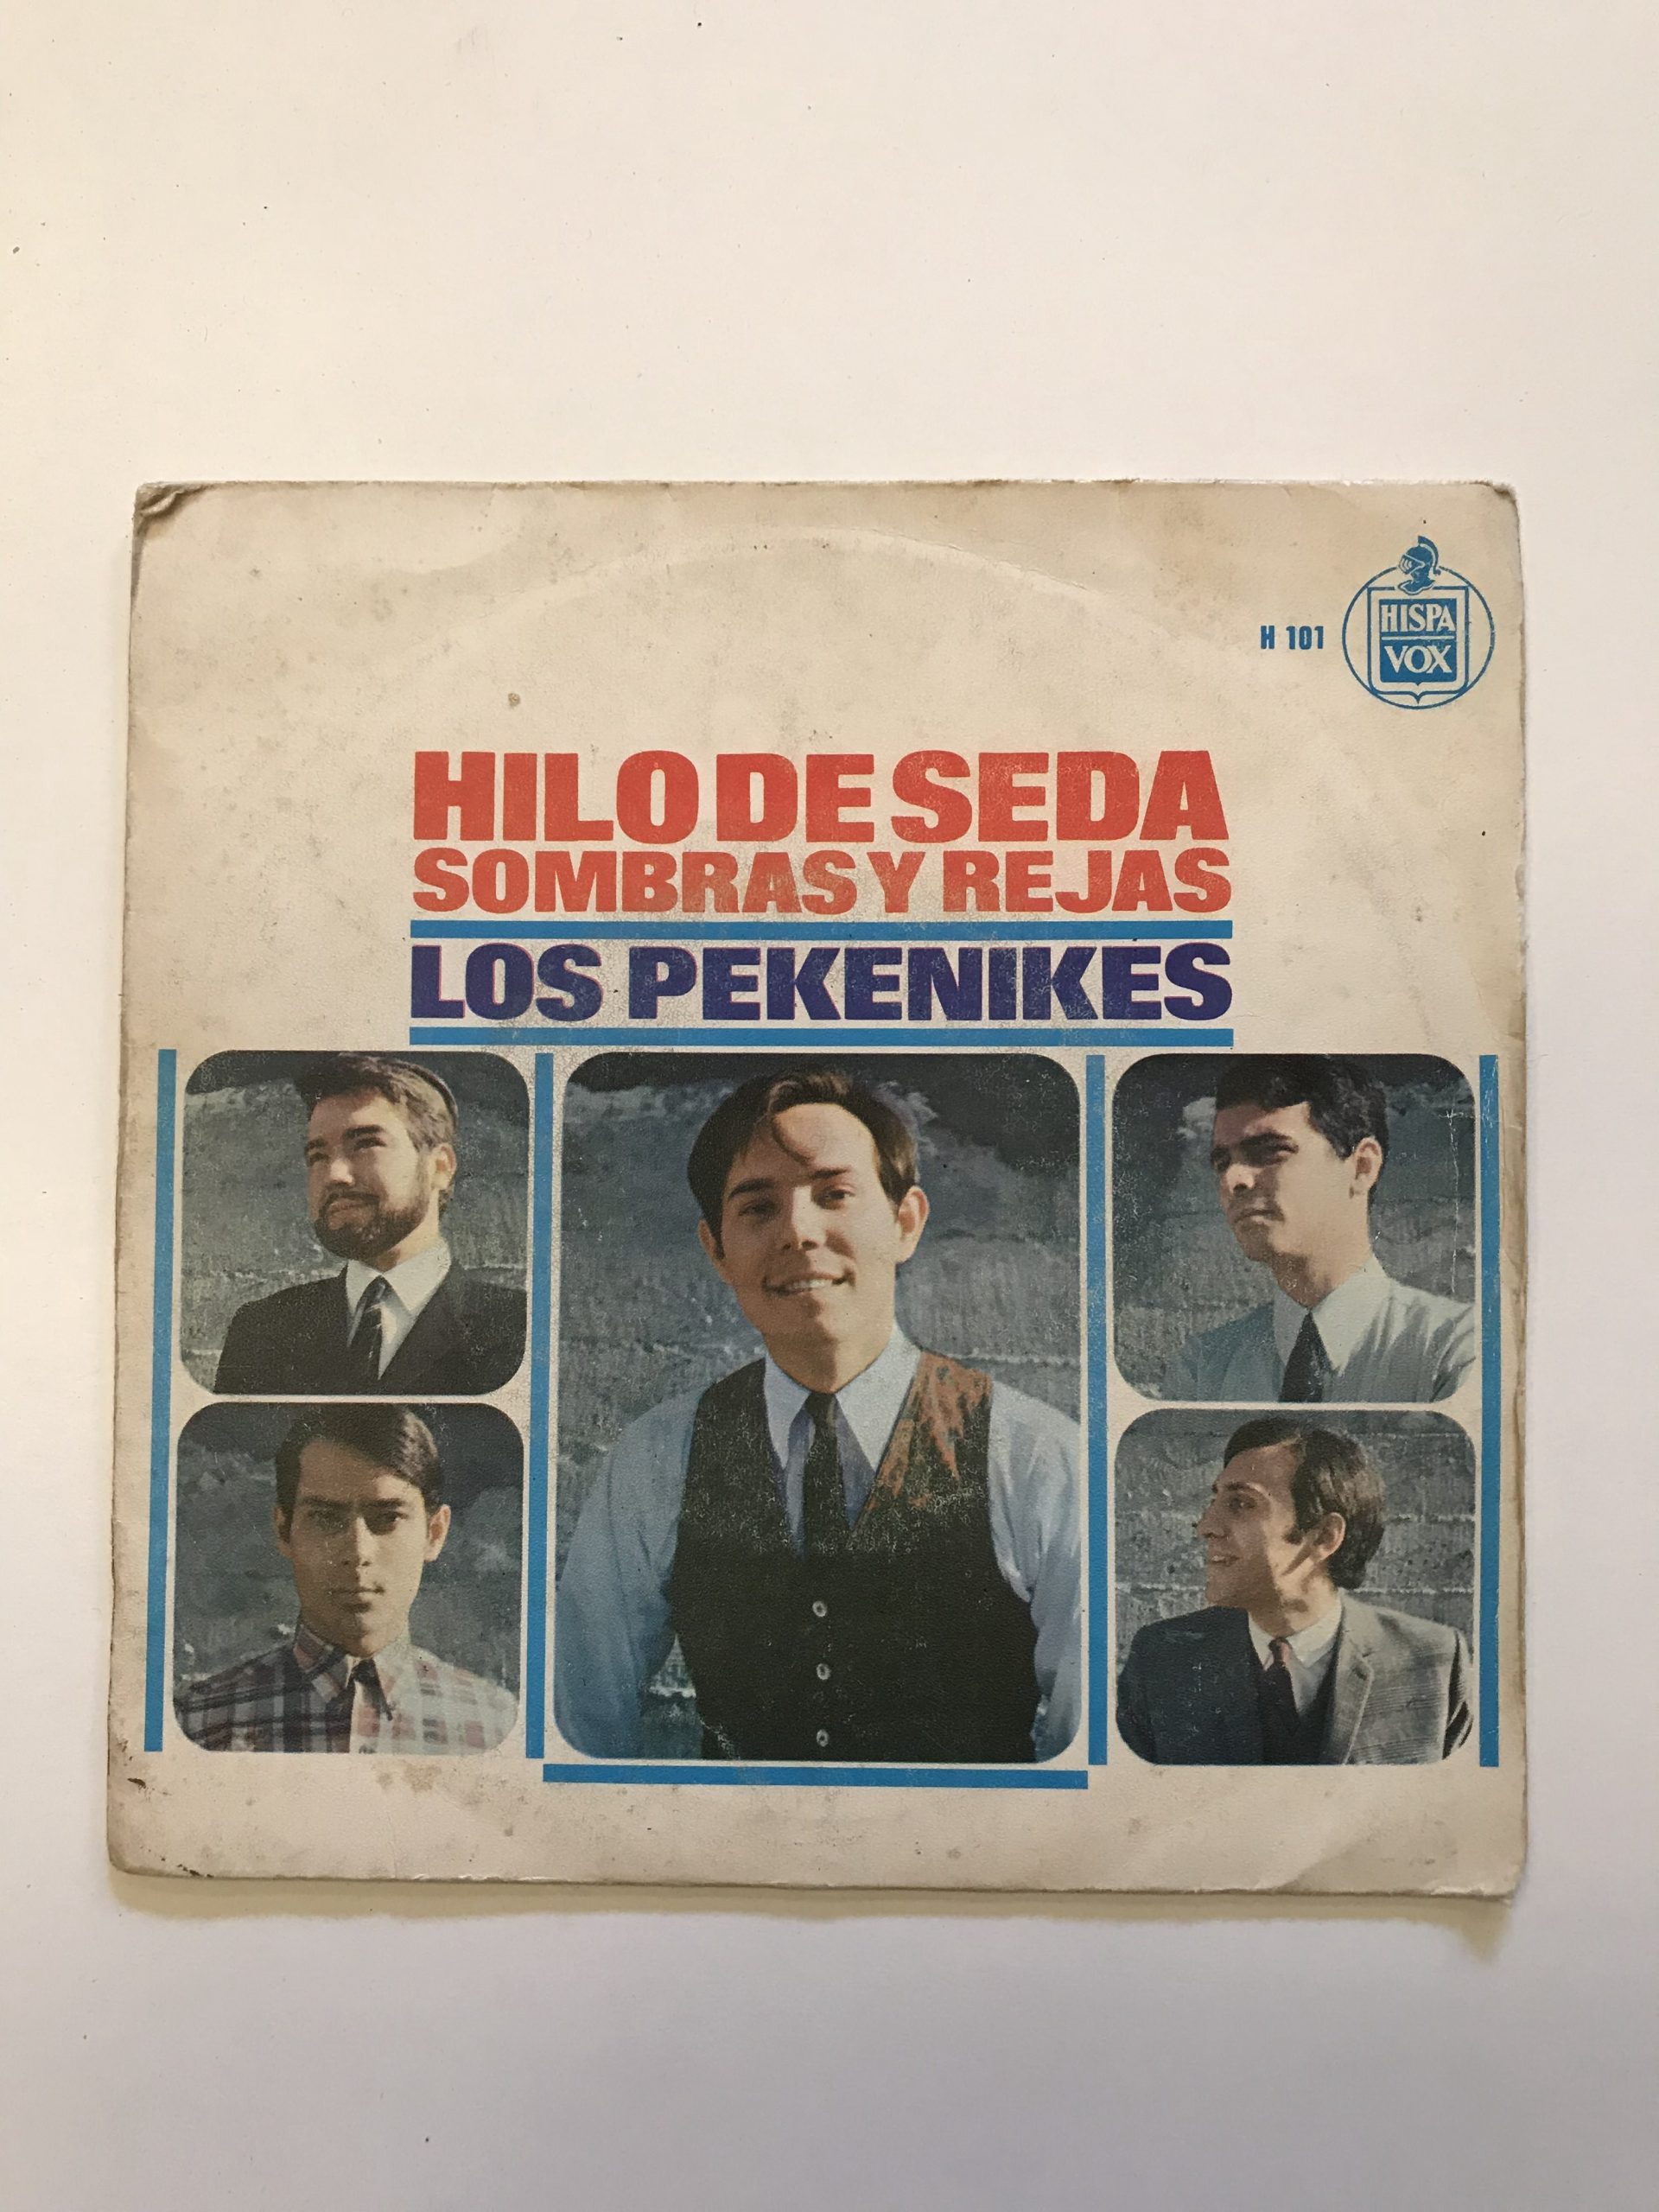 H 101
HISPA
VOX
HILO DE SEDA
SOMBRAS Y REJAS
LOS PEKENIKES